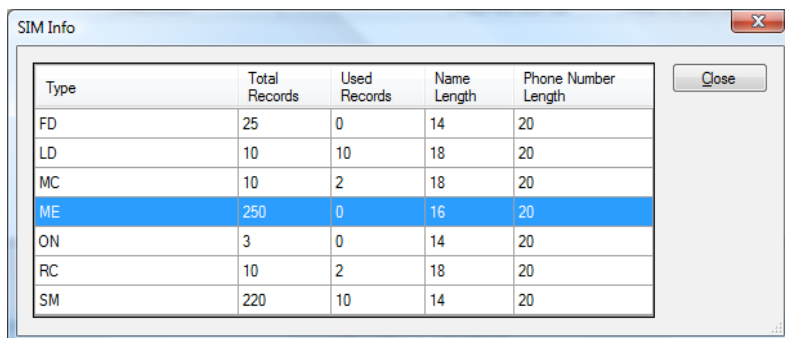 SIM Info
Type Total Records Used Records Name Length Phone Number Length Close
FD 25 0 14 20
LD 10 10 18 20
MC 10 2 18 20
ME 250 0 16 20
ON 3 0 14 20
RC 10 2 18 20
SM 220 10 14 20